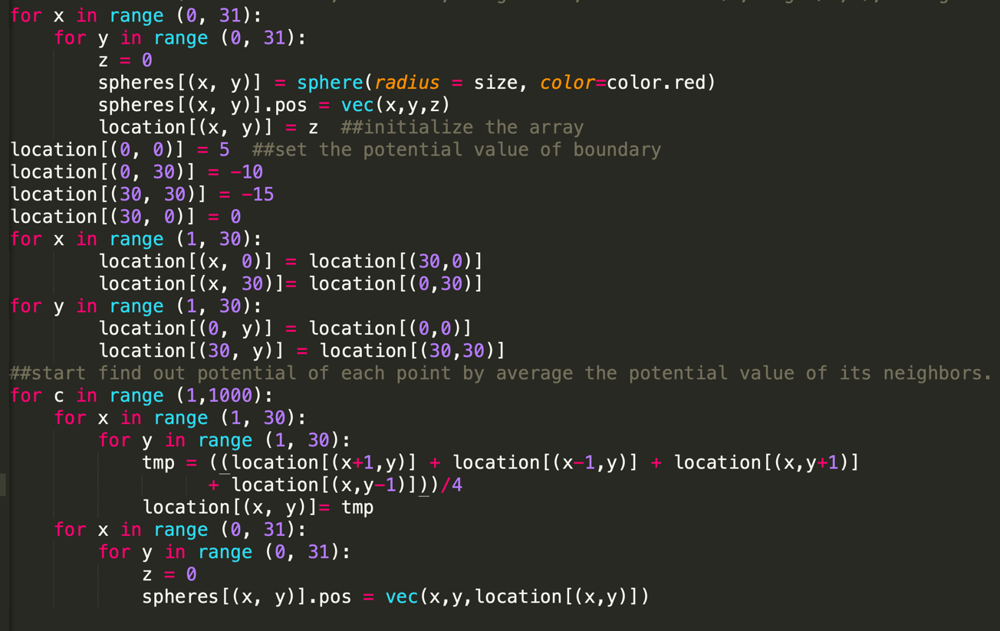 for x in range (0, 31):
    for y in range (0, 31):
        z = 0
        spheres[(x, y)] = sphere(radius = size, color=color.red)
        spheres[(x, y)].pos = vec(x,y,z)
        location[(x, y)] = z  ##initialize the array
location[(0, 0)] = 5  ##set the potential value of boundary
location[(0, 30)] = -10
location[(30, 30)] = -15
location[(30, 0)] = 0
for x in range (1, 30):
        location[(x, 0)] = location[(30,0)]
        location[(x, 30)]= location[(0,30)]
for y in range (1, 30):
        location[(0, y)] = location[(0,0)]
        location[(30, y)] = location[(30,30)]
##start find out potential of each point by average the potential value of its neighbors.
for c in range (1,1000):
    for x in range (1, 30):
        for y in range (1, 30):
            tmp = ((location[(x+1,y)] + location[(x-1,y)] + location[(x,y+1)]
                  + location[(x,y-1)]))/4
            location[(x, y)]= tmp
    for x in range (0, 31):
        for y in range (0, 31):
            z = 0
            spheres[(x, y)].pos = vec(x,y,location[(x,y)])